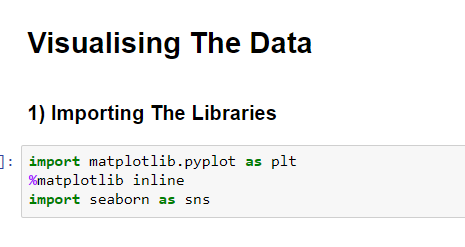 Visualising The Data
1) Importing The Libraries
]: import matplotlib.pyplot as plt
%matplotlib inline
import seaborn as sns